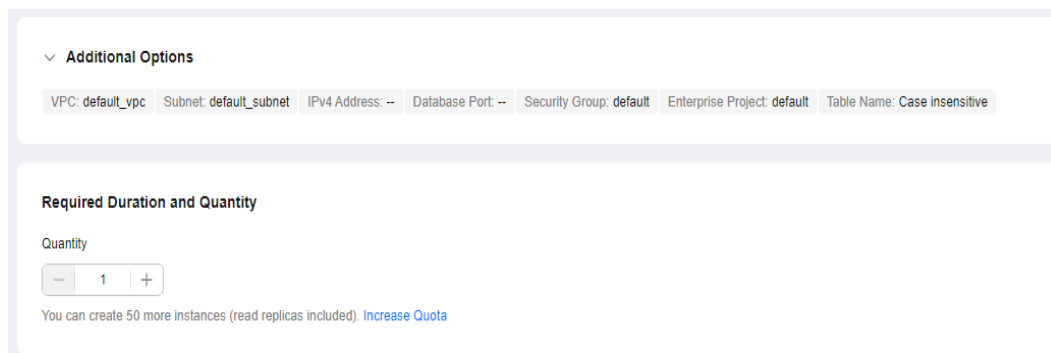 Additional Options
VPC: default_vpc Subnet: default_subnet IPv4 Address: -- Database Port: -- Security Group: default Enterprise Project: default Table Name: Case insensitive
Required Duration and Quantity
Quantity
1
You can create 50 more instances (read replicas included). Increase Quota